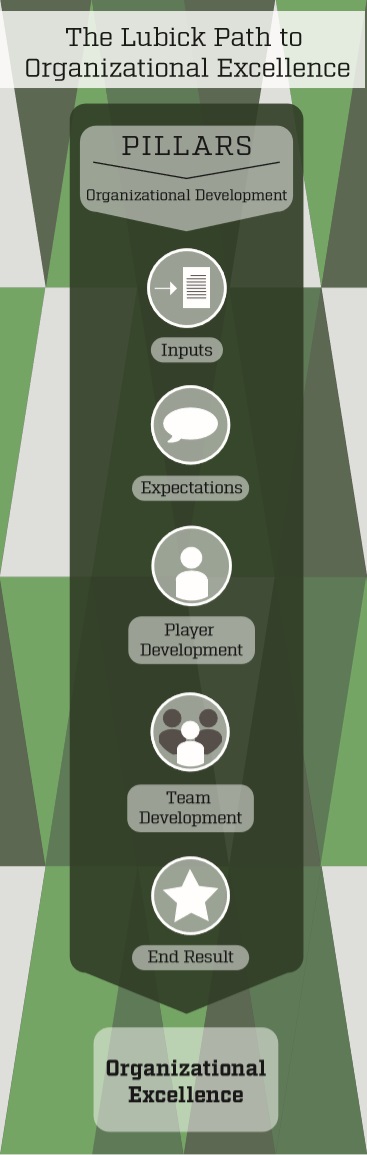 The Lubick Path to
Organizational Excellence
PILLARS
Organizational Development
Inputs
Expectations
Player
Development
Team
Development
End Result
Organizational
Excellence